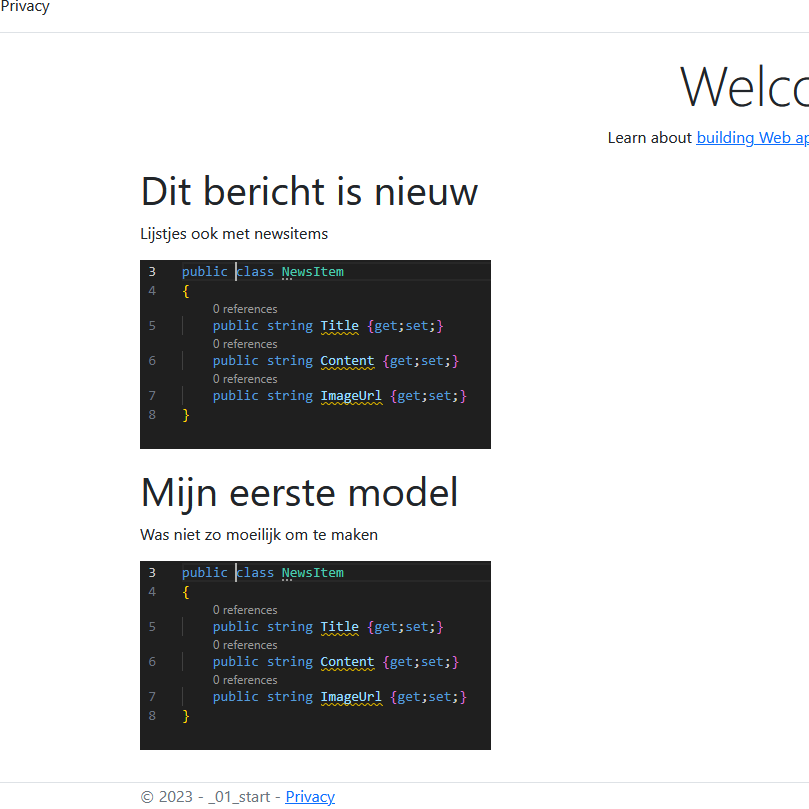 Privacy
Welco
Learn about building Web ap
Dit bericht is nieuw
Lijstjes ook met newsitems
3 public class NewsItem
4 {
0 references
5 public string Title {get;set;}
0 references
6 public string Content {get;set;}
0 references
7 public string ImageUrl {get;set;}
8 }
Mijn eerste model
Was niet zo moeilijk om te maken
3 public class NewsItem
4 {
0 references
5 public string Title {get;set;}
0 references
6 public string Content {get;set;}
0 references
7 public string ImageUrl {get;set;}
8 }
© 2023 - _01_start - Privacy